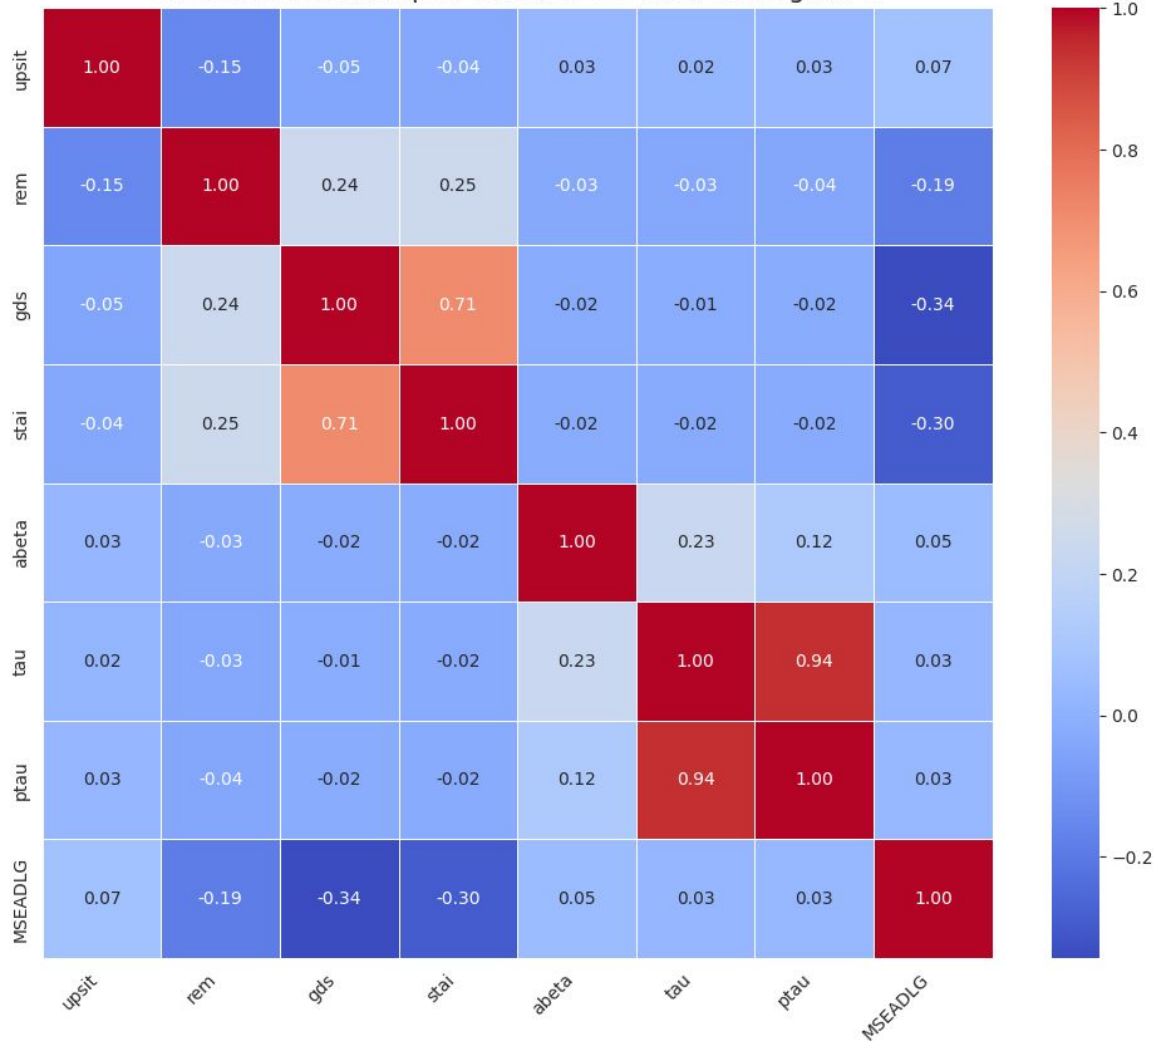 upsit 1.00 -0.15 -0.05 -0.04 0.03 0.02 0.03 0.07
rem -0.15 1.00 0.24 0.25 -0.03 -0.03 -0.04 -0.19
gds -0.05 0.24 1.00 0.71 -0.02 -0.01 -0.02 -0.34
stai -0.04 0.25 0.71 1.00 -0.02 -0.02 -0.02 -0.30
abeta 0.03 -0.03 -0.02 -0.02 1.00 0.23 0.12 0.05
tau 0.02 -0.03 -0.01 -0.02 0.23 1.00 0.94 0.03
ptau 0.03 -0.04 -0.02 -0.02 0.12 0.94 1.00 0.03
MSEADLG 0.07 -0.19 -0.34 -0.30 0.05 0.03 0.03 1.00
upsit rem gds stai abeta tau ptau MSEADLG
1.0
0.8
0.6
0.4
0.2
0.0
−0.2